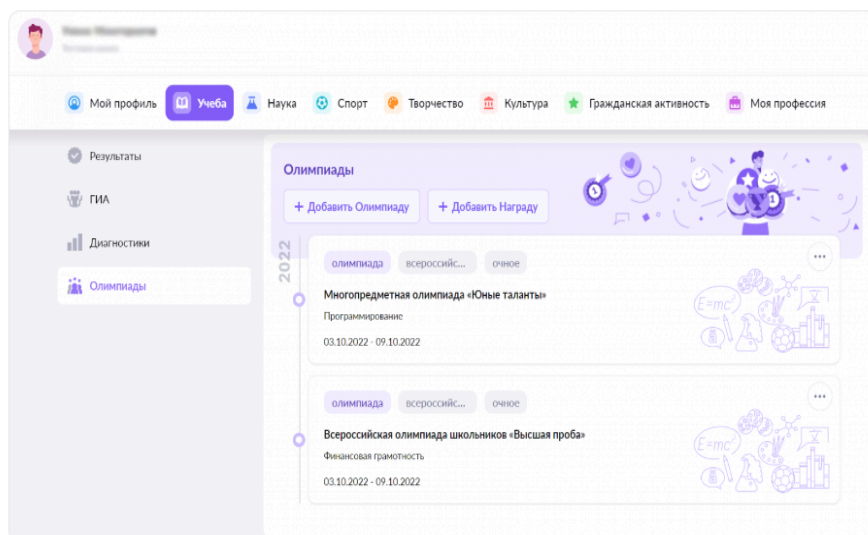 Мой профиль
Учеба
Наука
Спорт
Творчество
Культура
Гражданская активность
Моя профессия
Результаты
ГИА
Диагностики
Олимпиады
Олимпиады
+ Добавить Олимпиаду
+ Добавить Награду
2022
олимпиада всероссийс... очное
Многопредметная олимпиада «Юные таланты»
Программирование
03.10.2022 - 09.10.2022
E=mc²
олимпиада всероссийс... очное
Всероссийская олимпиада школьников «Высшая проба»
Финансовая грамотность
03.10.2022 - 09.10.2022
E=mc²